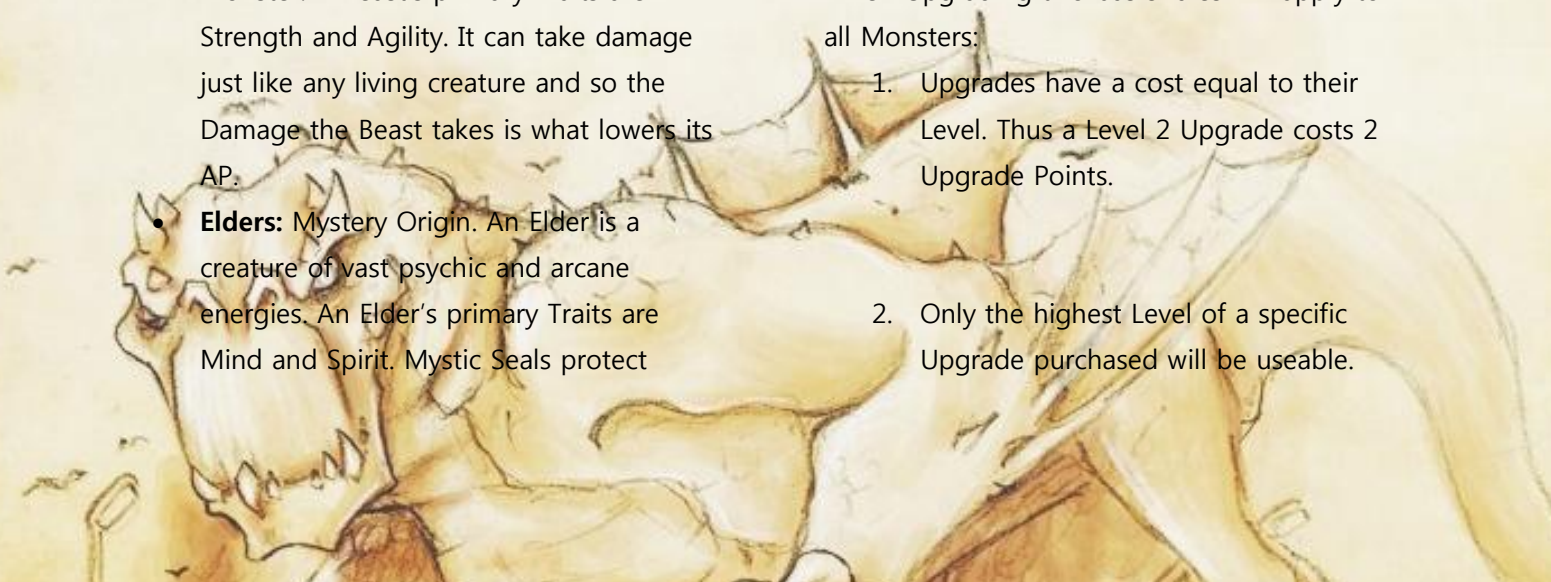 Strength and Agility. It can take damage
just like any living creature and so the
Damage the Beast takes is what lowers its
AP.
• Elders: Mystery Origin. An Elder is a
creature of vast psychic and arcane
energies. An Elder’s primary Traits are
Mind and Spirit. Mystic Seals protect
all Monsters:
1. Upgrades have a cost equal to their
Level. Thus a Level 2 Upgrade costs 2
Upgrade Points.
2. Only the highest Level of a specific
Upgrade purchased will be useable.